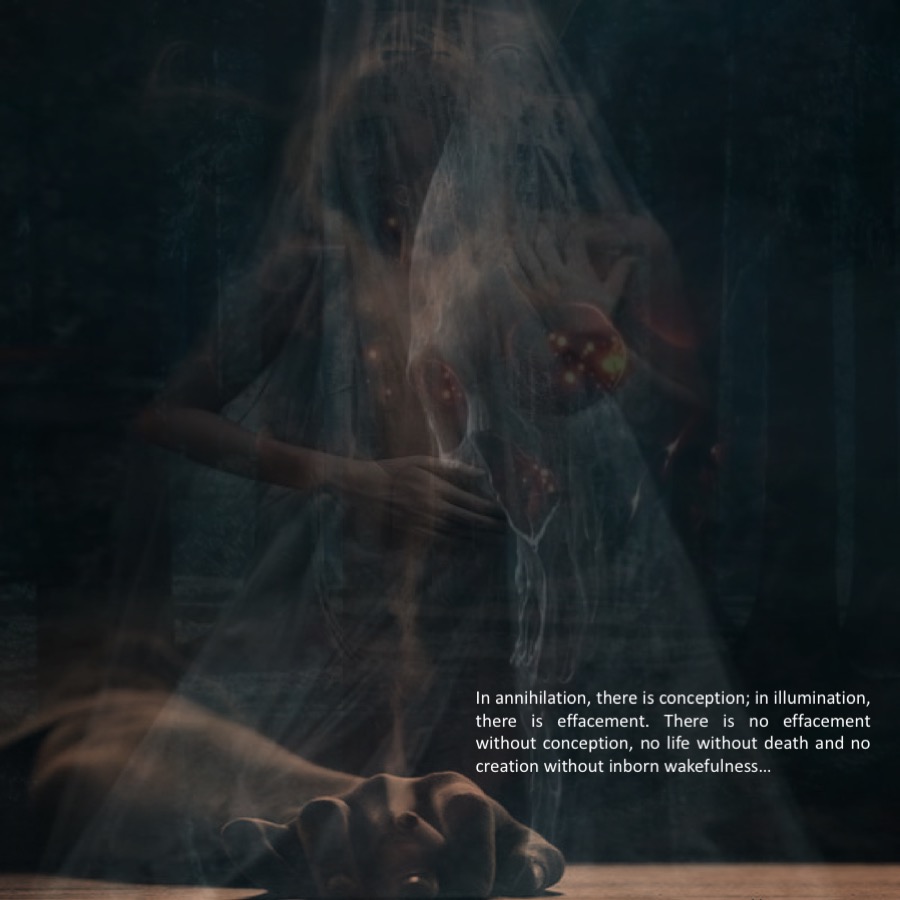 In annihilation, there is conception; in illumination,
there is effacement. There is no effacement
without conception, no life without death and no
creation without inborn wakefulness...